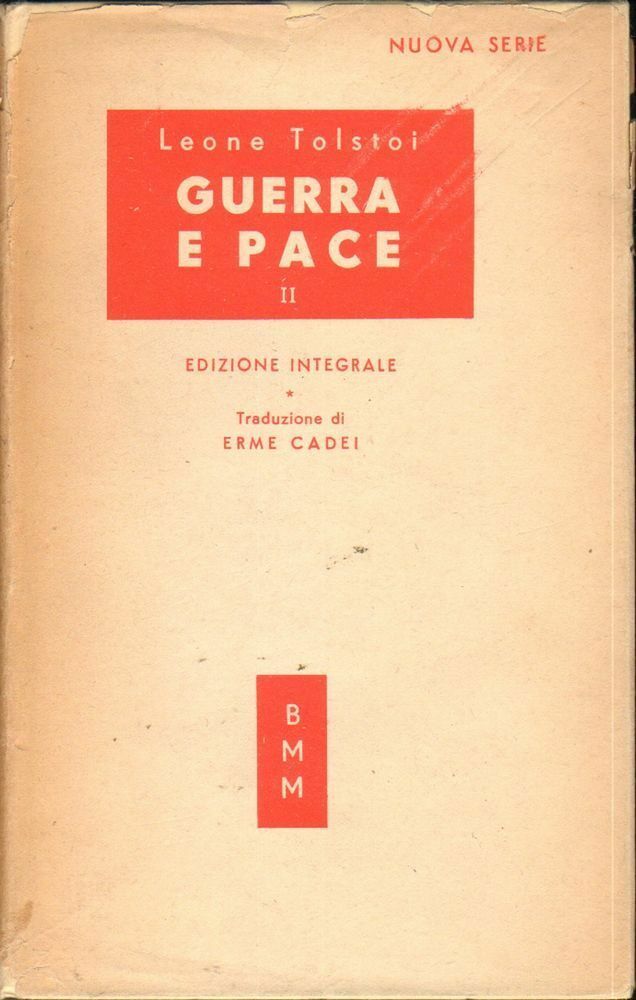 NUOVA SERIE
Leone Tolstoi
GUERRA
E PACE
II
EDIZIONE INTEGRALE
*
Traduzione di
ERME CADEI
B
M
M